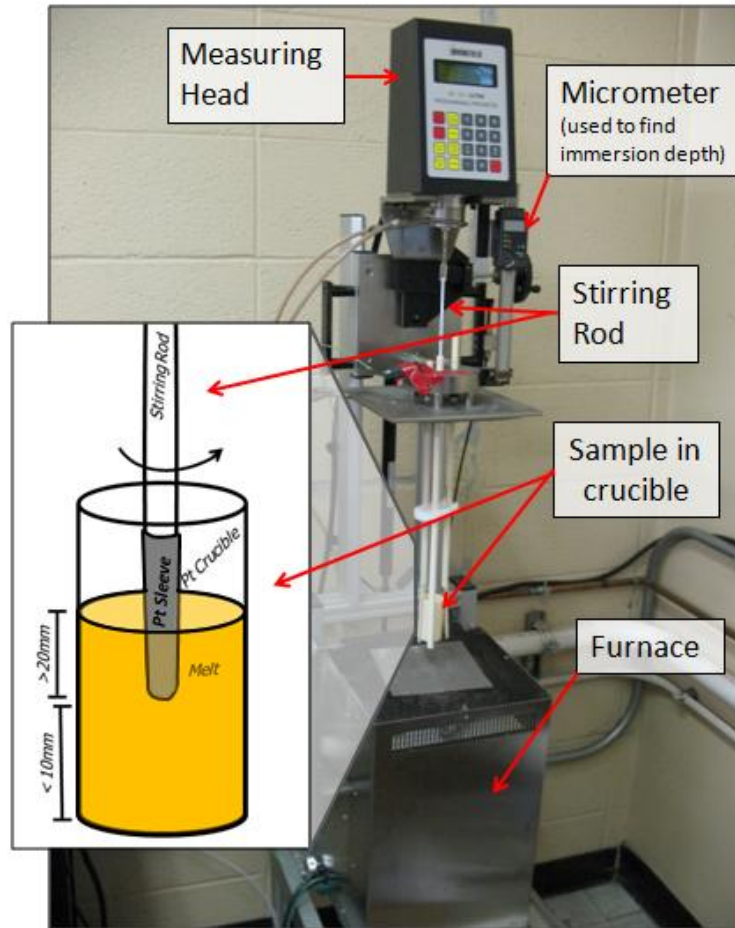 Measuring
Head
Micrometer
(used to find
immersion depth)
Stirring
Rod
Stirring Rod
Sample in
crucible
Pt Crucible
Pt Sleeve
>20mm
Melt
Furnace
< 10mm